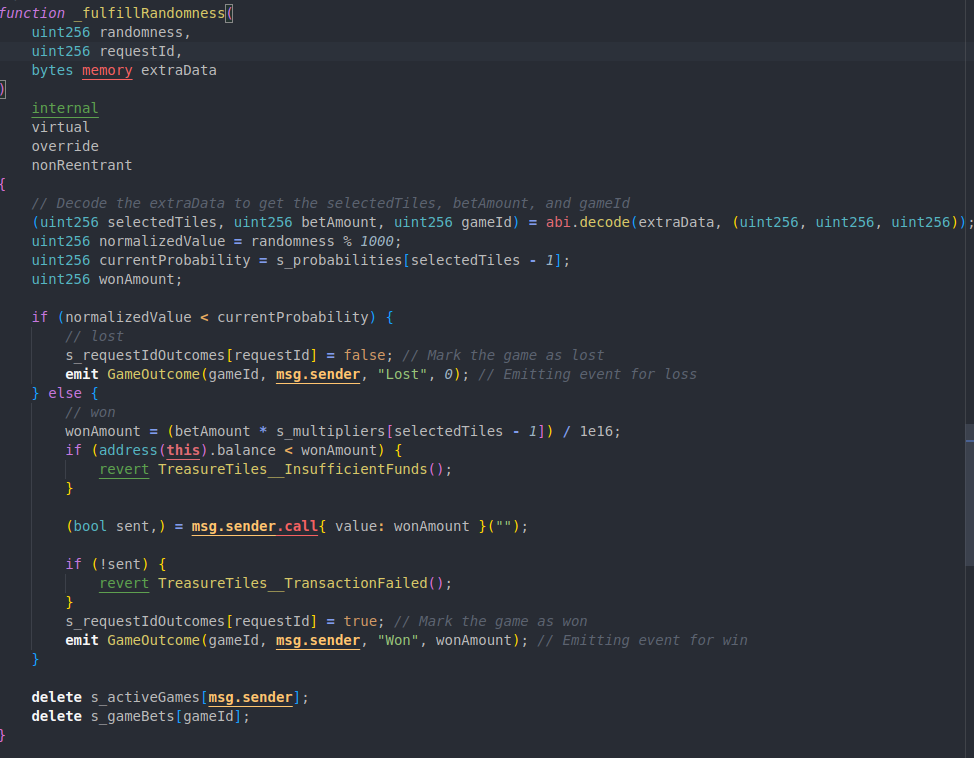 function _fulfillRandomness(
    uint256 randomness,
    uint256 requestId,
    bytes memory extraData
)
    internal
    virtual
    override
    nonReentrant
{
    // Decode the extraData to get the selectedTiles, betAmount, and gameId
    (uint256 selectedTiles, uint256 betAmount, uint256 gameId) = abi.decode(extraData, (uint256, uint256, uint256));
    uint256 normalizedValue = randomness % 1000;
    uint256 currentProbability = s_probabilities[selectedTiles - 1];
    uint256 wonAmount;

    if (normalizedValue < currentProbability) {
        // lost
        s_requestIdOutcomes[requestId] = false; // Mark the game as lost
        emit GameOutcome(gameId, msg.sender, "Lost", 0); // Emitting event for loss
    } else {
        // won
        wonAmount = (betAmount * s_multipliers[selectedTiles - 1]) / 1e16;
        if (address(this).balance < wonAmount) {
            revert TreasureTiles__InsufficientFunds();
        }

        (bool sent,) = msg.sender.call{ value: wonAmount }("");

        if (!sent) {
            revert TreasureTiles__TransactionFailed();
        }
        s_requestIdOutcomes[requestId] = true; // Mark the game as won
        emit GameOutcome(gameId, msg.sender, "Won", wonAmount); // Emitting event for win
    }

    delete s_activeGames[msg.sender];
    delete s_gameBets[gameId];
}